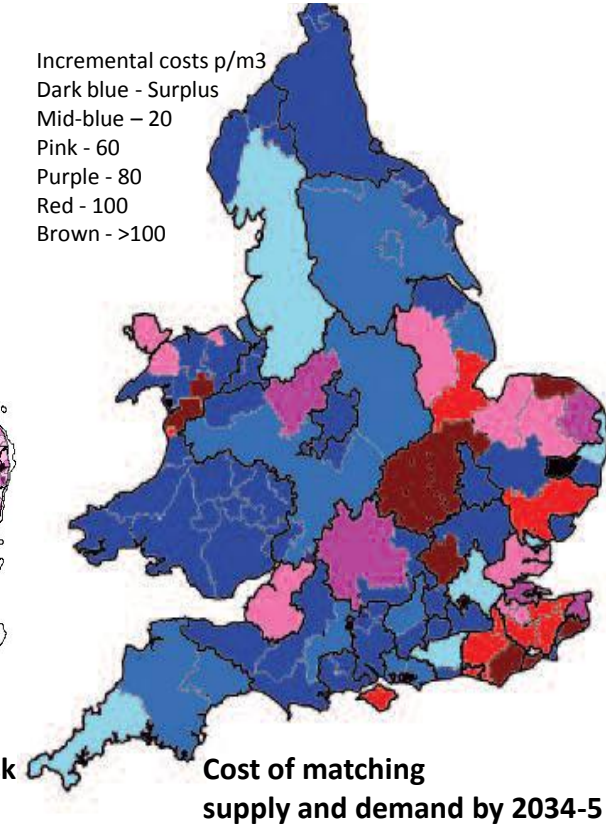 Incremental costs p/m3
Dark blue - Surplus
Mid-blue – 20
Pink - 60
Purple - 80
Red - 100
Brown - >100
k
Cost of matching
supply and demand by 2034-5